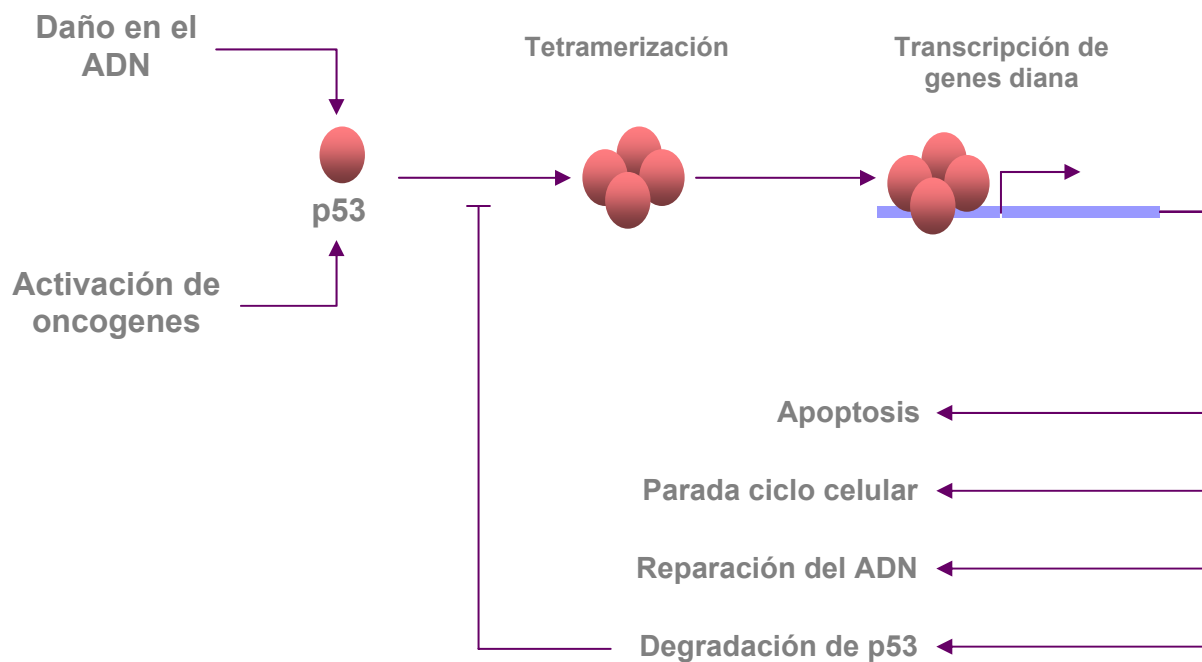 Daño en el
ADN
Tetramerización
Transcripción de
genes diana
p53
Activación de
oncogenes
Apoptosis
Parada ciclo celular
Reparación del ADN
Degradación de p53